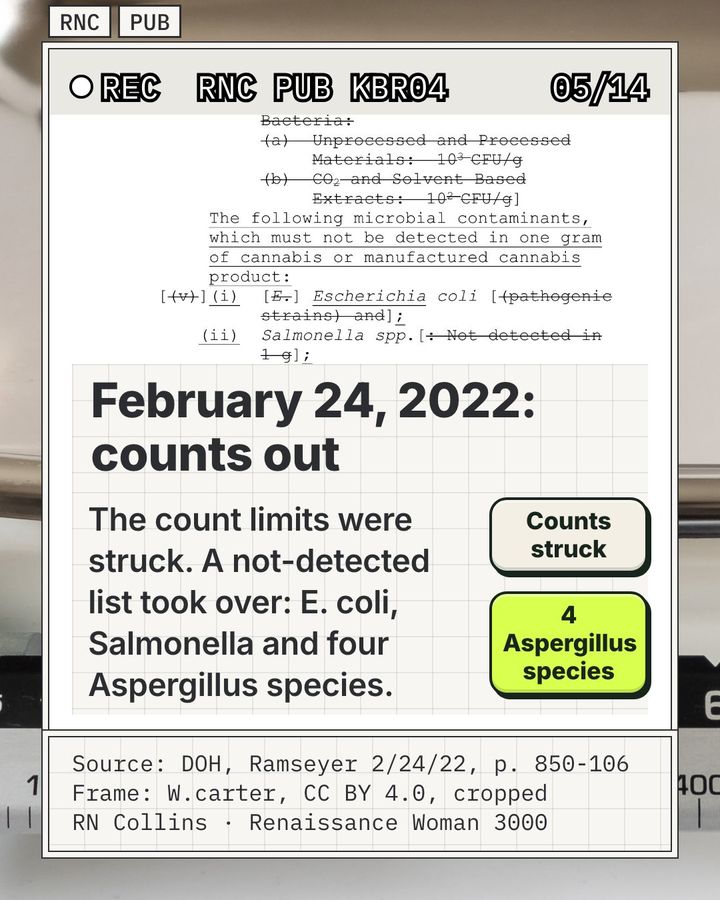 RNC PUB
REC RNC PUB KBR04 05/14
Bacteria:
(a) Unprocessed and Processed
Materials: 10³ CFU/g
(b) CO₂ and Solvent Based
Extracts: 10² CFU/g]
The following microbial contaminants,
which must not be detected in one gram
of cannabis or manufactured cannabis
product:
[(v)](i) [E.] Escherichia coli [(pathogenic
strains) and];
(ii) Salmonella spp.[: Not detected in
1 g];
February 24, 2022:
counts out
The count limits were
struck. A not-detected
list took over: E. coli,
Salmonella and four
Aspergillus species.
Counts
struck
4
Aspergillus
species
Source: DOH, Ramseyer 2/24/22, p. 850-106
Frame: W.carter, CC BY 4.0, cropped
RN Collins · Renaissance Woman 3000